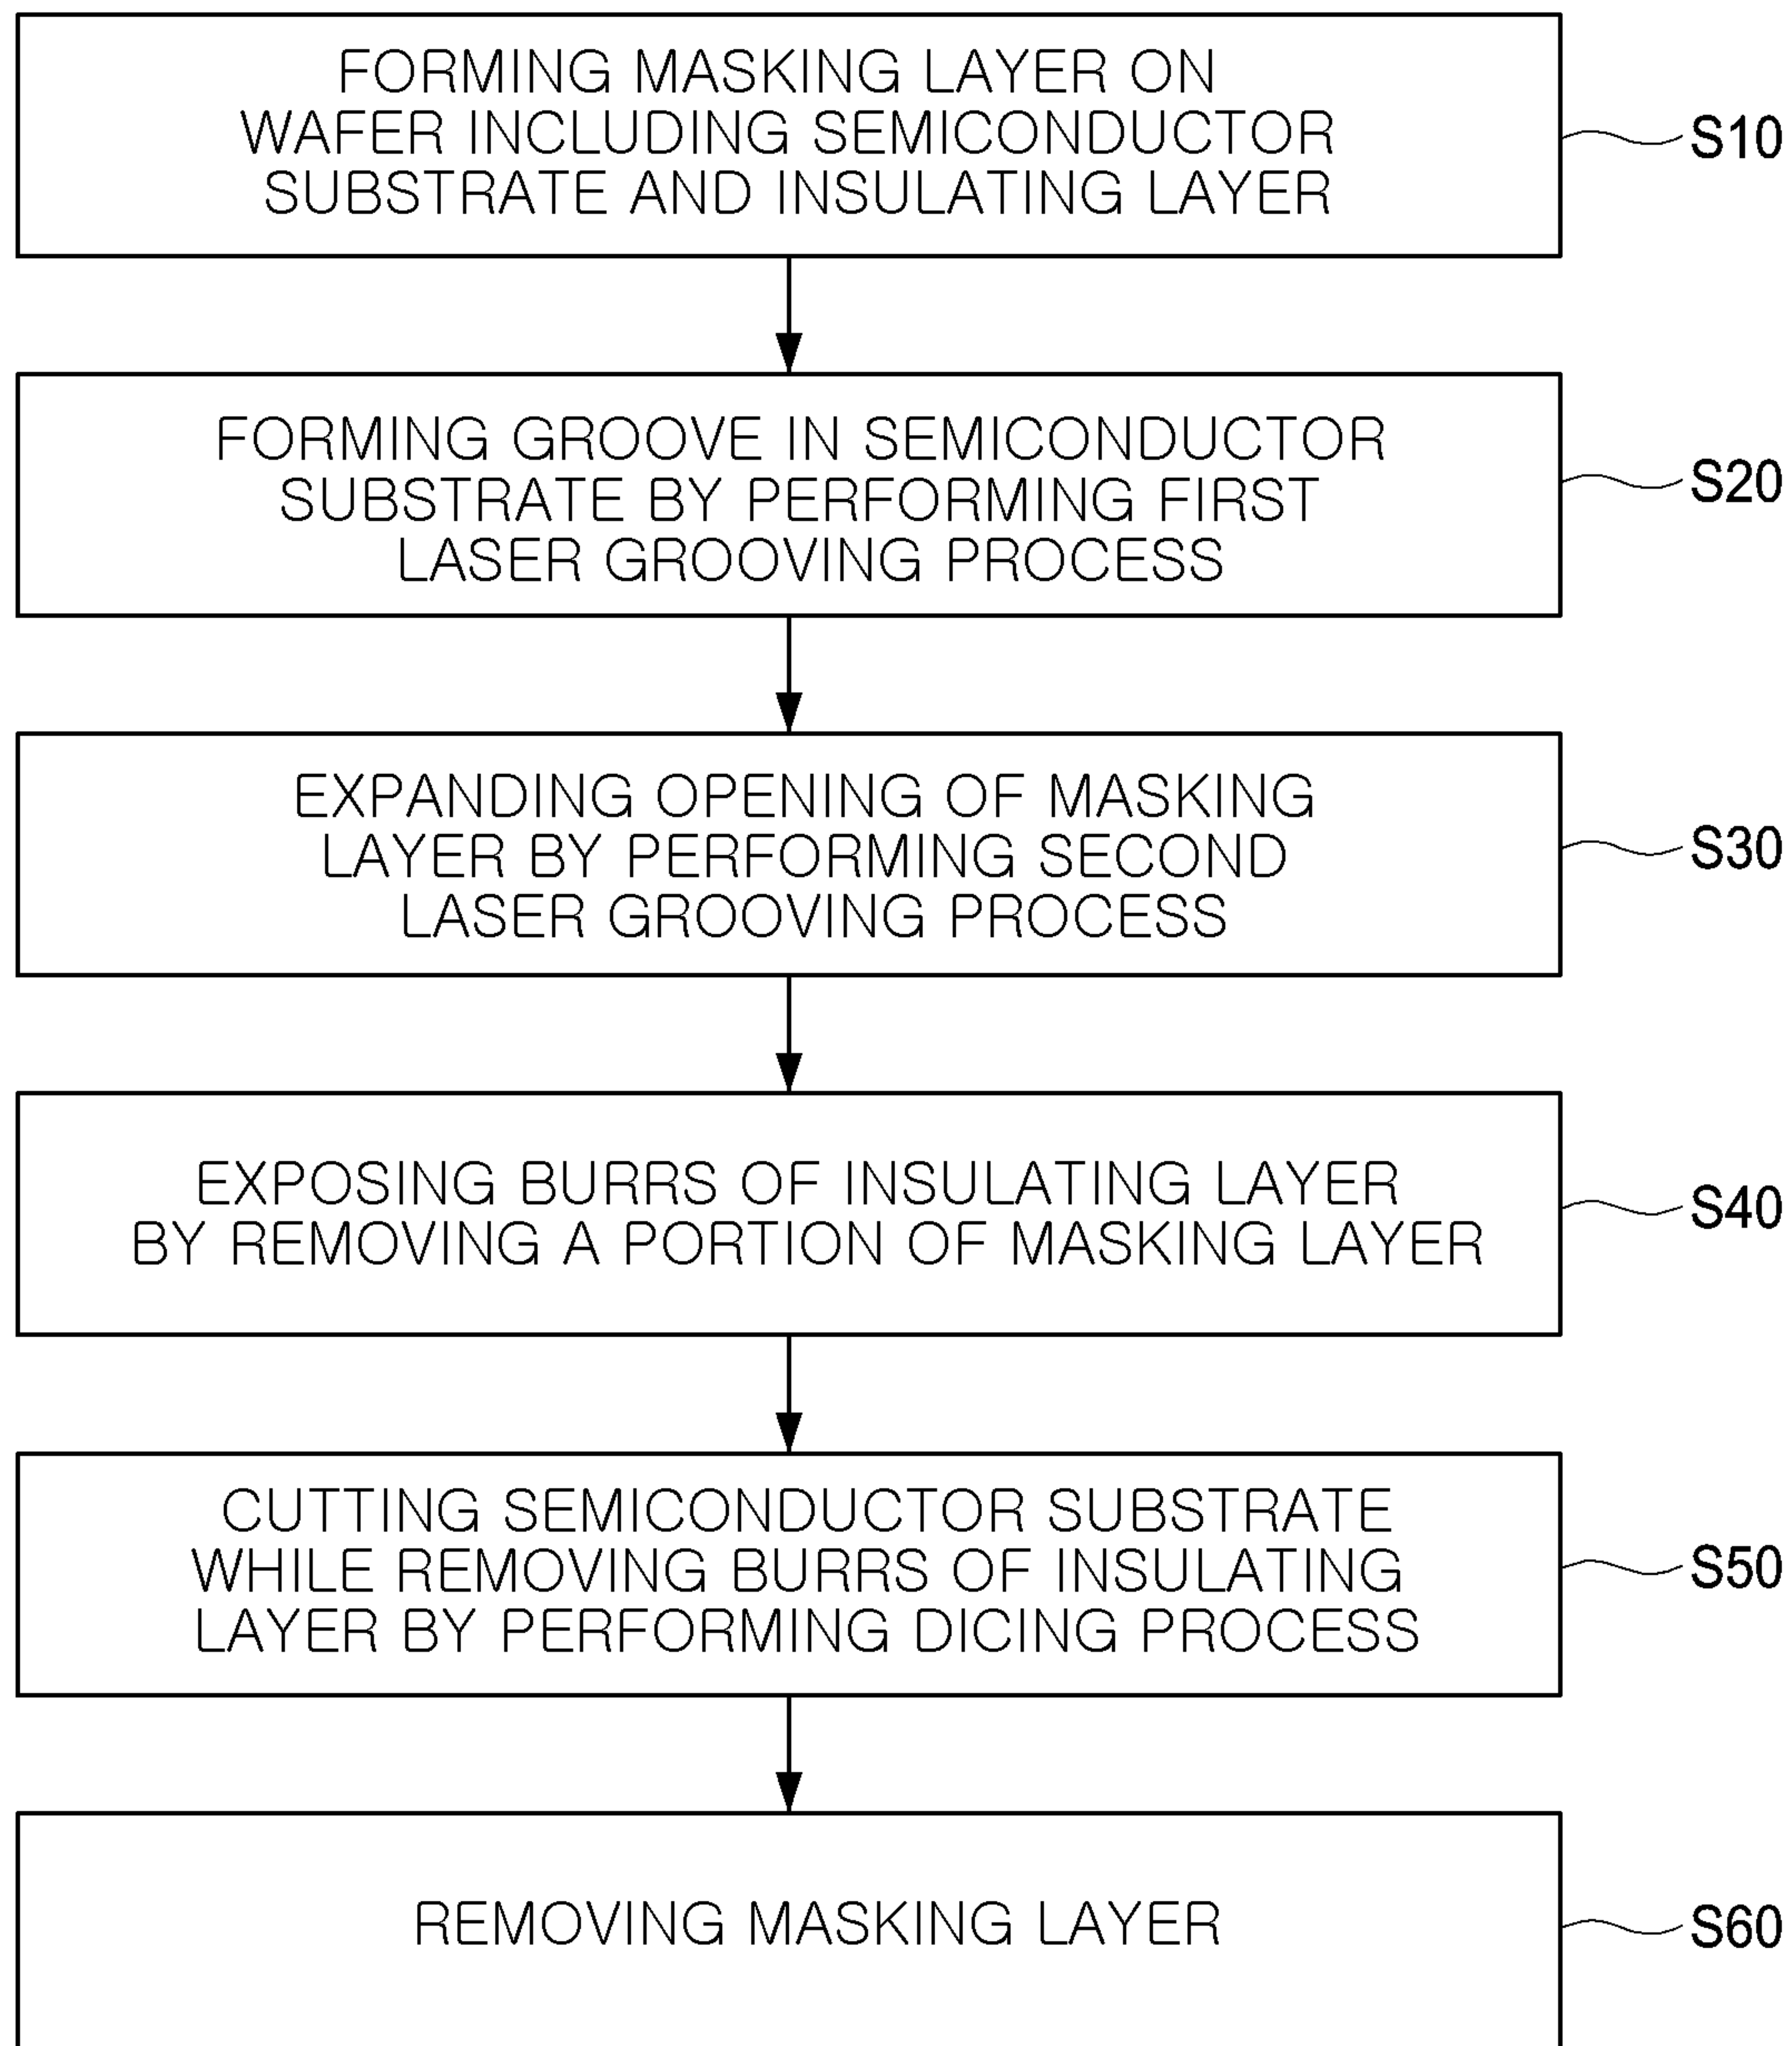 FORMING MASKING LAYER ON
WAFER INCLUDING SEMICONDUCTOR
SUBSTRATE AND INSULATING LAYER
S10
FORMING GROOVE IN SEMICONDUCTOR
SUBSTRATE BY PERFORMING FIRST
LASER GROOVING PROCESS
S20
EXPANDING OPENING OF MASKING
LAYER BY PERFORMING SECOND
LASER GROOVING PROCESS
S30
EXPOSING BURRS OF INSULATING LAYER
BY REMOVING A PORTION OF MASKING LAYER
S40
CUTTING SEMICONDUCTOR SUBSTRATE
WHILE REMOVING BURRS OF INSULATING
LAYER BY PERFORMING DICING PROCESS
S50
REMOVING MASKING LAYER
S60